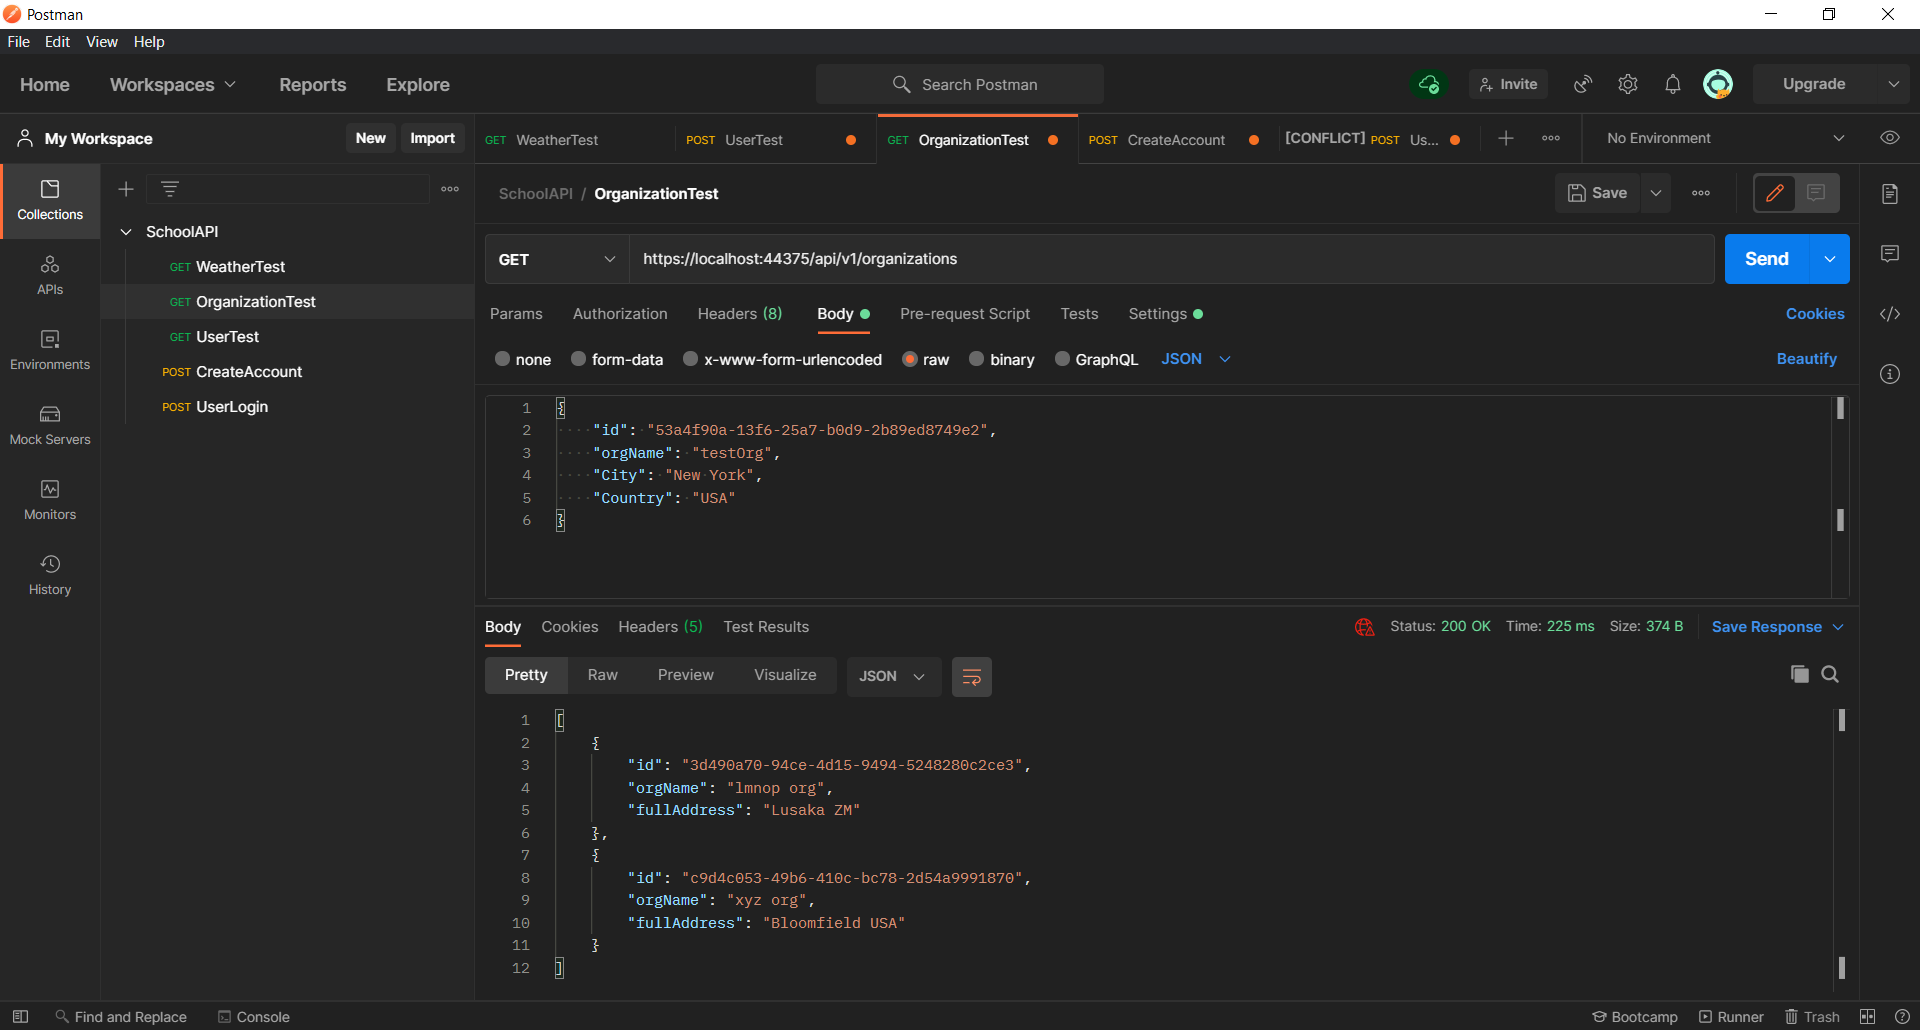 Postman
File Edit View Help
Home Workspaces Reports Explore Search Postman Invite Upgrade
My Workspace New Import
GET WeatherTest POST UserTest GET OrganizationTest POST CreateAccount [CONFLICT] POST Us... No Environment
Collections
APIs
Environments
Mock Servers
Monitors
History
SchoolAPI
GET WeatherTest
GET OrganizationTest
GET UserTest
POST CreateAccount
POST UserLogin
SchoolAPI / OrganizationTest Save
GET https://localhost:44375/api/v1/organizations Send
Params Authorization Headers (8) Body Pre-request Script Tests Settings Cookies
none form-data x-www-form-urlencoded raw binary GraphQL JSON Beautify
1 {
2 "id": "53a4f90a-13f6-25a7-b0d9-2b89ed8749e2",
3 "orgName": "testOrg",
4 "City": "New York",
5 "Country": "USA"
6 }
Body Cookies Headers (5) Test Results Status: 200 OK Time: 225 ms Size: 374 B Save Response
Pretty Raw Preview Visualize JSON
1 [
2 {
3 "id": "3d490a70-94ce-4d15-9494-5248280c2ce3",
4 "orgName": "lmnop org",
5 "fullAddress": "Lusaka ZM"
6 },
7 {
8 "id": "c9d4c053-49b6-410c-bc78-2d54a9991870",
9 "orgName": "xyz org",
10 "fullAddress": "Bloomfield USA"
11 }
12 ]
Find and Replace Console Bootcamp Runner Trash